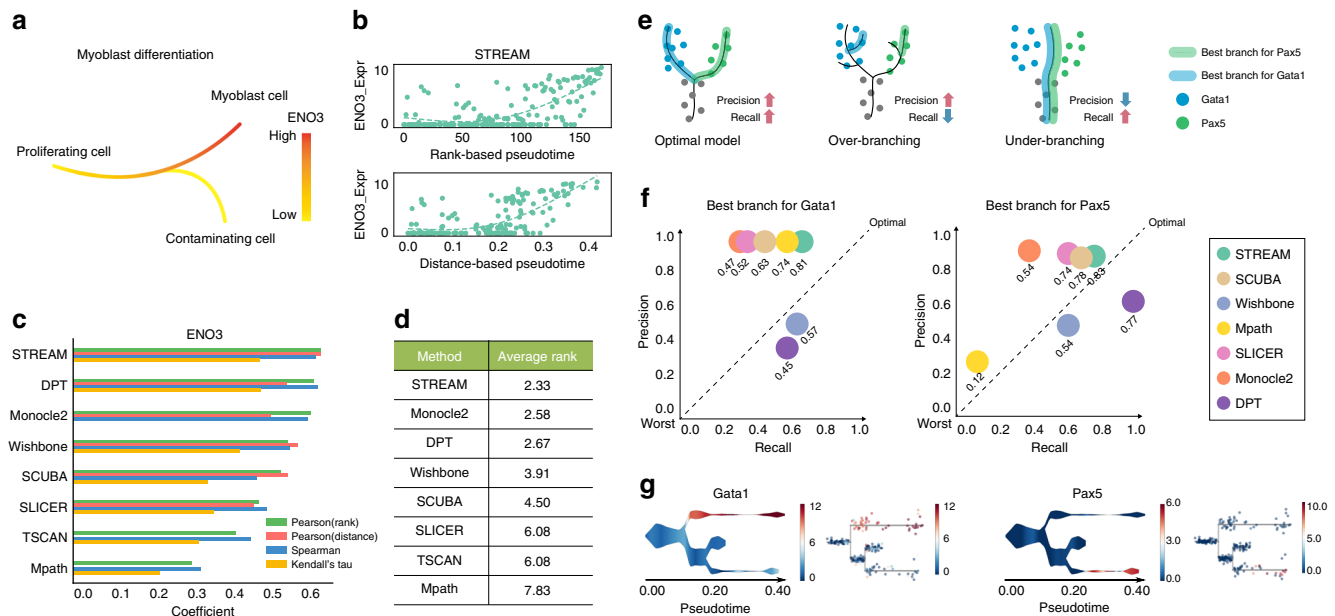 a
Myoblast differentiation
Myoblast cell
Proliferating cell
Contaminating cell
ENO3
High
Low
b
STREAM
ENO3_Expr
10
0
0 50 100 150
Rank-based pseudotime
ENO3_Expr
10
0
0.0 0.1 0.2 0.3 0.4
Distance-based pseudotime
c
ENO3
STREAM
DPT
Monocle2
Wishbone
SCUBA
SLICER
TSCAN
Mpath
Pearson(rank)
Pearson(distance)
Spearman
Kendall's tau
0.0 0.1 0.2 0.3 0.4 0.5 0.6
Coefficient
d
Method Average rank
STREAM 2.33
Monocle2 2.58
DPT 2.67
Wishbone 3.91
SCUBA 4.50
SLICER 6.08
TSCAN 6.08
Mpath 7.83
e
Precision
Recall
Optimal model
Precision
Recall
Over-branching
Precision
Recall
Under-branching
Best branch for Pax5
Best branch for Gata1
Gata1
Pax5
f
Best branch for Gata1
Optimal
1.0
0.8
0.6
0.4
0.2
0.0
Precision
0.47
0.52
0.63
0.74
0.81
0.57
0.45
Worst
0.0 0.2 0.4 0.6 0.8 1.0
Recall
Best branch for Pax5
Optimal
1.0
0.8
0.6
0.4
0.2
0.0
Precision
0.54
0.74
0.78
0.83
0.77
0.54
0.12
Worst
0.0 0.2 0.4 0.6 0.8 1.0
Recall
STREAM
SCUBA
Wishbone
Mpath
SLICER
Monocle2
DPT
g
Gata1
12
6
0
12
6
0
0.00 0.20 0.40
Pseudotime
Pax5
6.0
3.0
0.0
10.0
5.0
0.0
0.00 0.20 0.40
Pseudotime